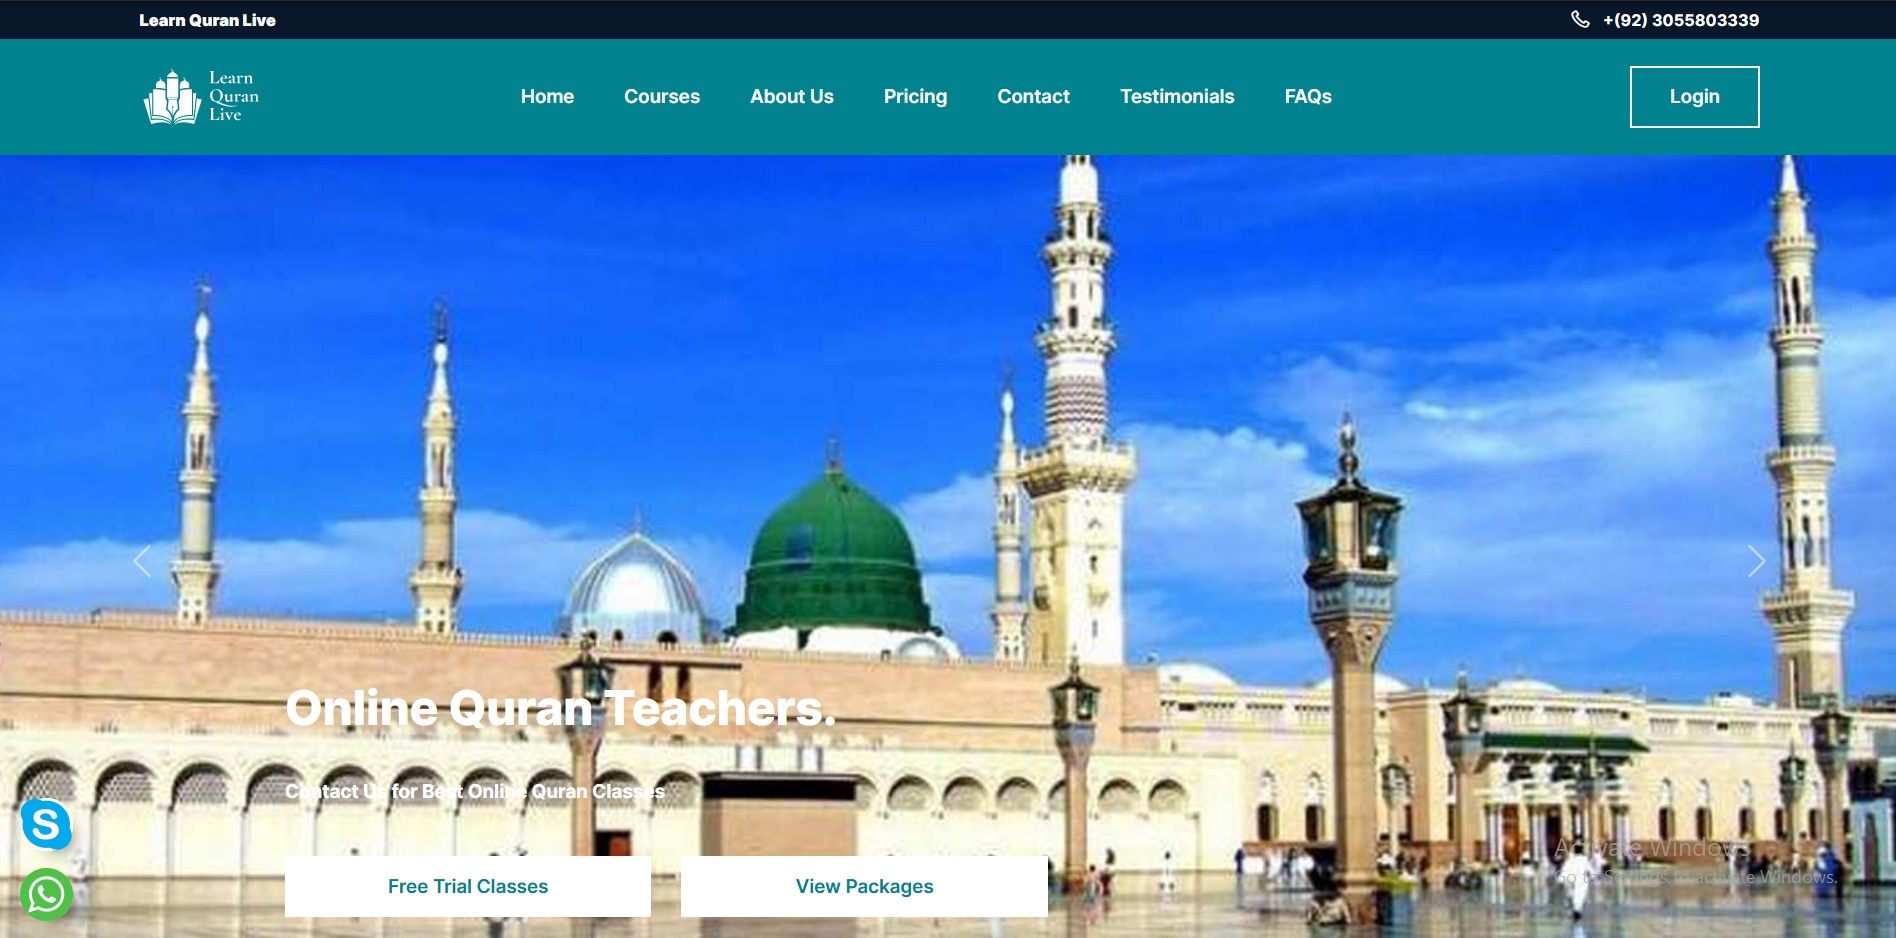 Learn Quran Live
+(92) 3055803339
Learn
Quran
Live
Home
Courses
About Us
Pricing
Contact
Testimonials
FAQs
Login
Online Quran Teachers.
Contact Us for Best Online Quran Classes
Free Trial Classes
View Packages
Activate Windows
Go to Settings to activate Windows.